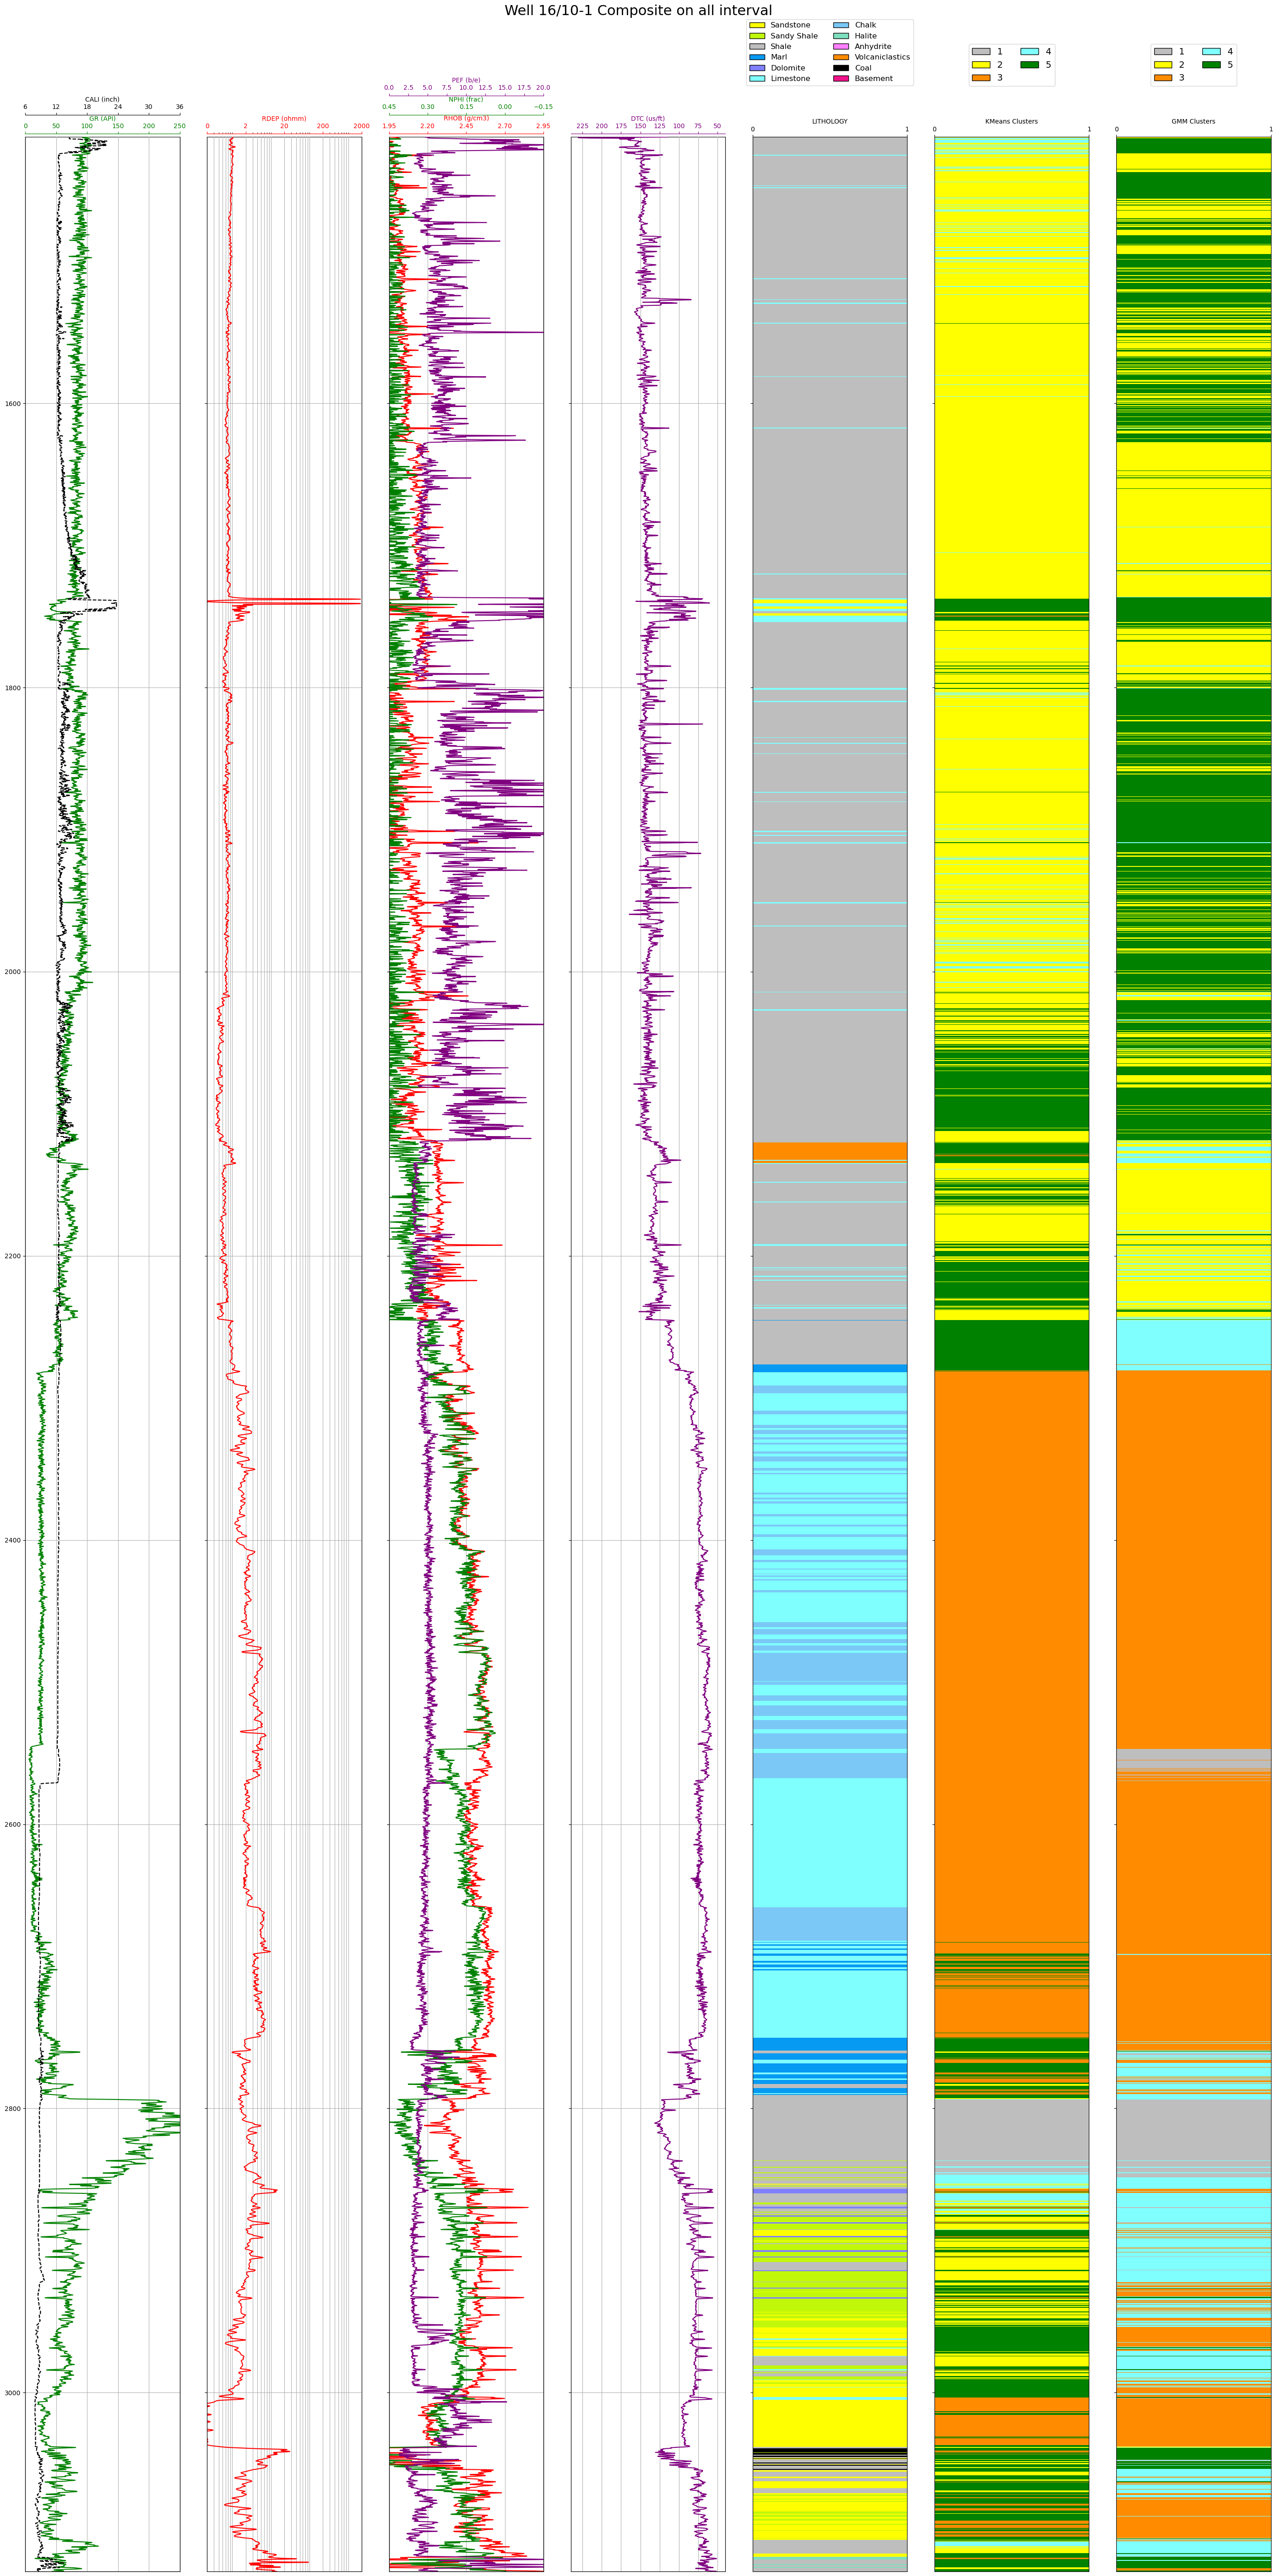 Well 16/10-1 Composite on all interval
Sandstone Chalk
Sandy Shale Halite
Shale Anhydrite
Marl Volcaniclastics
Dolomite Coal
Limestone Basement
1 4
2 5
3
1 4
2 5
3
PEF (b/e)
0.0 2.5 5.0 7.5 10.0 12.5 15.0 17.5 20.0
CALI (inch)
6 12 18 24 30 36
NPHI (frac)
0.45 0.30 0.15 0.00 −0.15
GR (API)
0 50 100 150 200 250
RDEP (ohmm)
0 2 20 200 2000
RHOB (g/cm3)
1.95 2.20 2.45 2.70 2.95
DTC (us/ft)
225 200 175 150 125 100 75 50
LITHOLOGY
0 1
KMeans Clusters
0 1
GMM Clusters
0 1
1600
1800
2000
2200
2400
2600
2800
3000